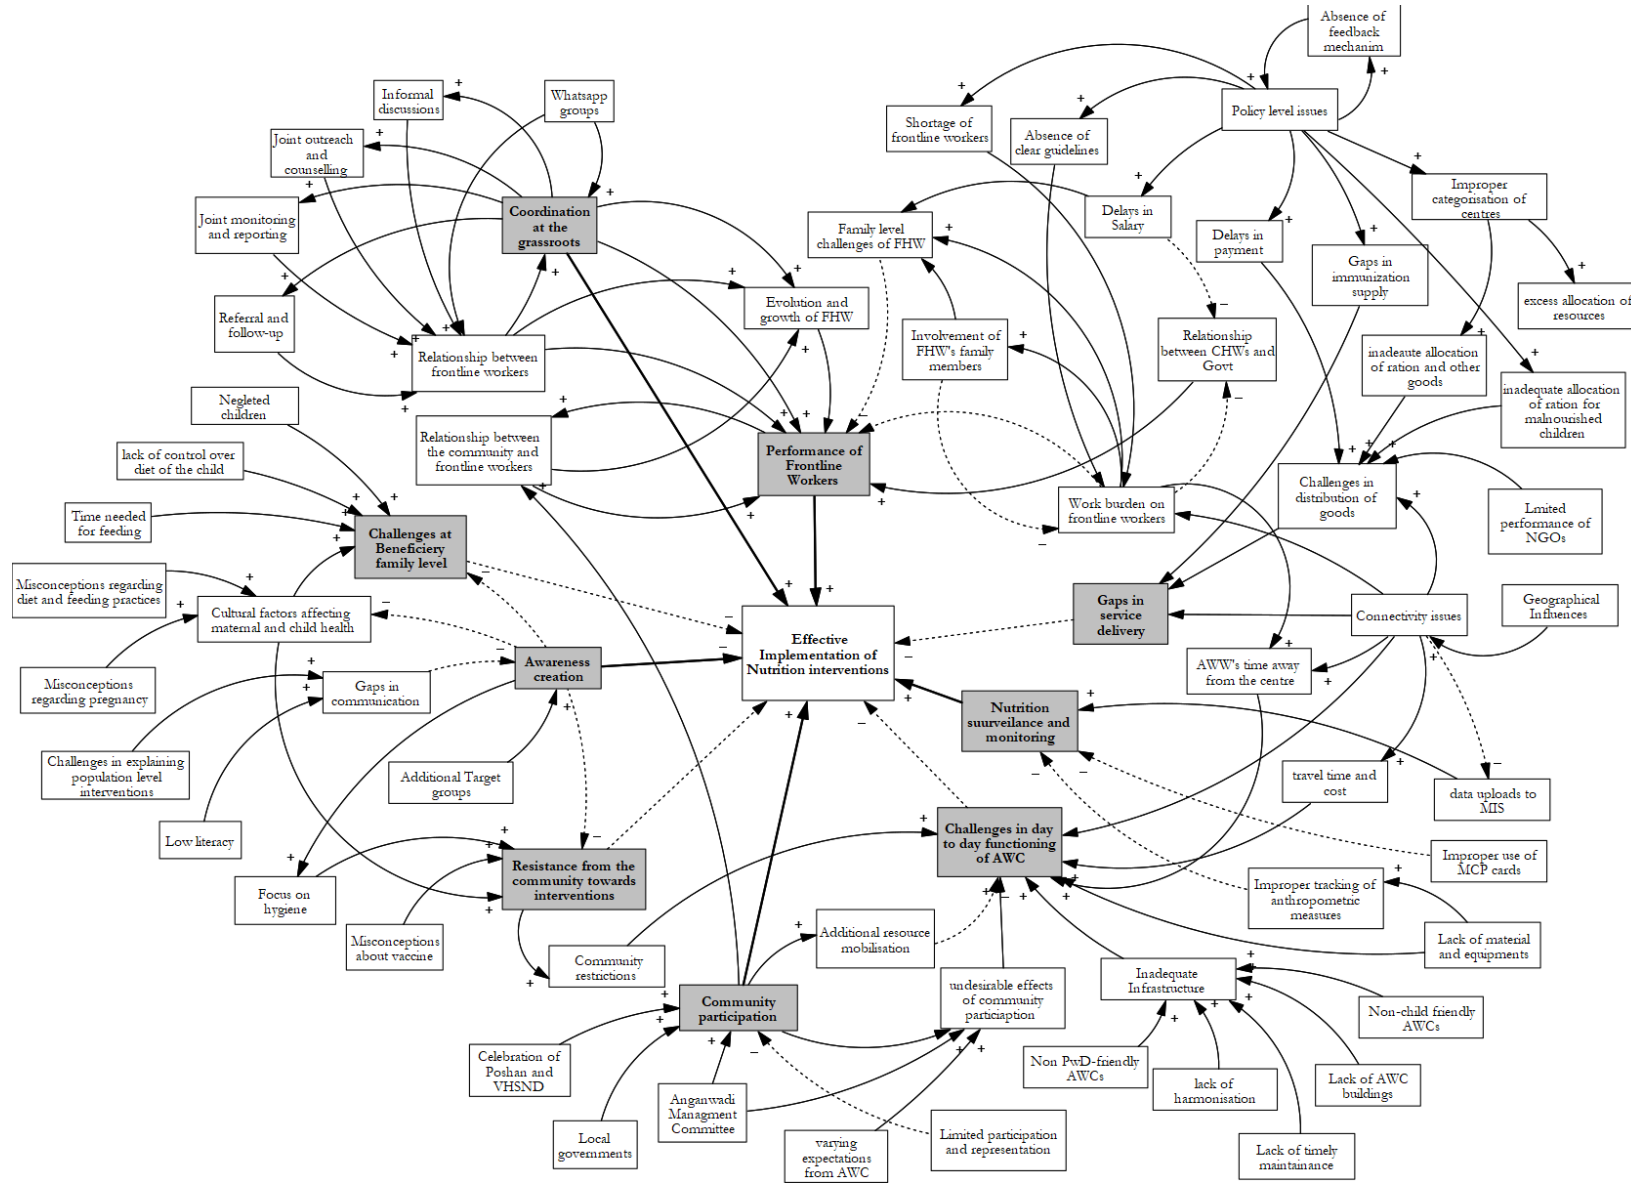 Absence of
feedback
mechanim
Policy level issues
Informal
discussions
Whatsapp
groups
Shortage of
frontline workers
Absence of
clear guidelines
Joint outreach
and
counselling
Joint monitoring
and reporting
Coordination
at the
grassroots
Family level
challenges of FHW
Delays in
Salary
Delays in
payment
Improper
categorisation of
centres
Gaps in
immunization
supply
excess allocation of
resources
Referral and
follow-up
Evolution and
growth of FHW
Relationship between
frontline workers
Involvement of
FHW's family
members
Relationship
between CHWs and
Govt
inadeaute allocation
of ration and other
goods
inadequate allocation
of ration for
malnourished
children
Negleted
children
Relationship between
the community and
frontline workers
lack of control over
diet of the child
Performance of
Frontline
Workers
Work burden on
frontline workers
Challenges in
distribution of
goods
Lmited
performance of
NGOs
Time needed
for feeding
Challenges at
Beneficiery
family level
Misconceptions regarding
diet and feeding practices
Cultural factors affecting
maternal and child health
Gaps in
service
delivery
Connectivity issues
Geographical
Influences
Effective
Implementation of
Nutrition interventions
Misconceptions
regarding pregnancy
Gaps in
communication
Awareness
creation
AWW's time away
from the centre
Nutrition
suurveilance and
monitoring
Challenges in explaining
population level
interventions
Additional Target
groups
travel time and
cost
data uploads to
MIS
Low literacy
Challenges in day
to day functioning
of AWC
Improper use of
MCP cards
Focus on
hygiene
Resistance from the
community towards
interventions
Improper tracking of
anthropometric
measures
Misconceptions
about vaccine
Community
restrictions
Additional resource
mobilisation
Lack of material
and equipments
Inadequate
Infrastructure
undesirable effects
of community
particiaption
Community
participation
Non-child friendly
AWCs
Celebration of
Poshan and
VHSND
Non PwD-friendly
AWCs
lack of
harmonisation
Lack of AWC
buildings
Anganwadi
Managment
Committee
Local
governments
varying
expectations
from AWC
Limited participation
and representation
Lack of timely
maintainance